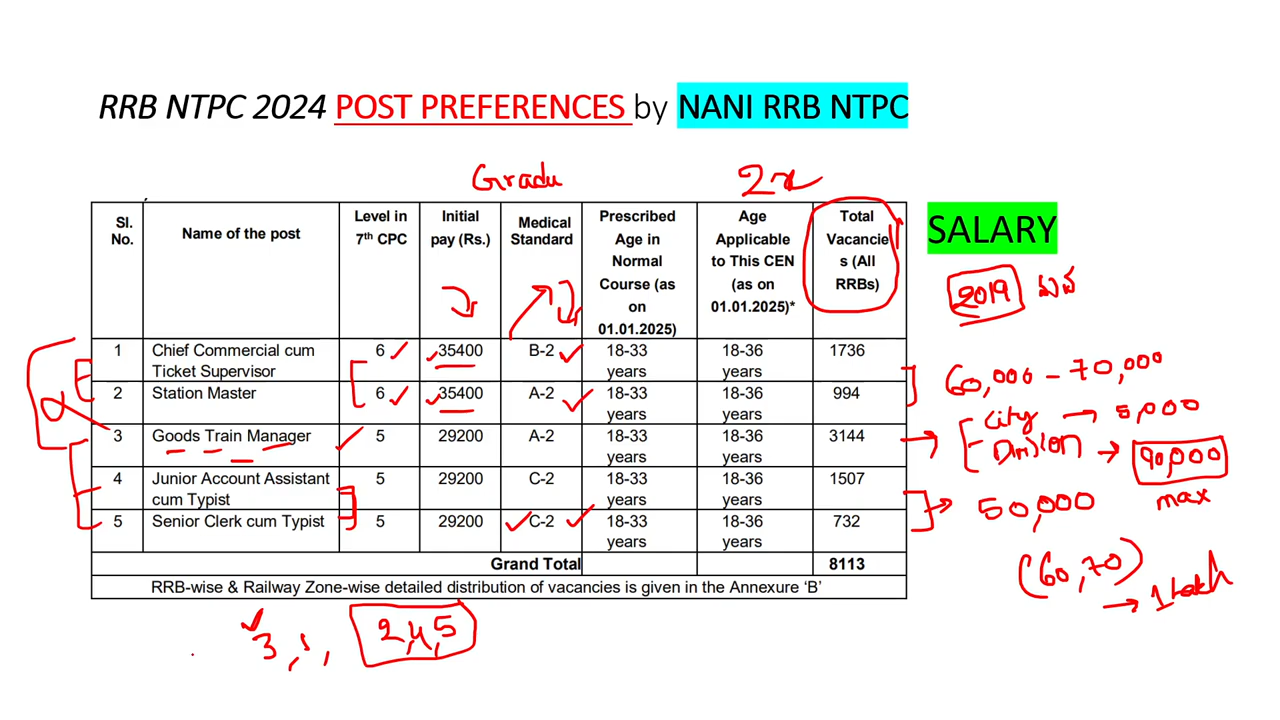 RRB NTPC 2024 POST PREFERENCES by NANI RRB NTPC
Gradu
Sl. No. Name of the post Level in 7th CPC Initial pay (Rs.) Medical Standard Prescribed Age in Normal Course (as on 01.01.2025) Age Applicable to This CEN (as on 01.01.2025)* Total Vacancies (All RRBs)
SALARY
2019
1 Chief Commercial cum Ticket Supervisor 6 35400 B-2 18-33 years 18-36 years 1736
2 Station Master 6 35400 A-2 18-33 years 18-36 years 994
60,000 - 70,000
3 Goods Train Manager 5 29200 A-2 18-33 years 18-36 years 3144
City → 5,000
Division → 90,000
max
4 Junior Account Assistant cum Typist 5 29200 C-2 18-33 years 18-36 years 1507
5 Senior Clerk cum Typist 5 29200 C-2 18-33 years 18-36 years 732
→ 50,000
Grand Total 8113
RRB-wise & Railway Zone-wise detailed distribution of vacancies is given in the Annexure ‘B’
(60,70)
→ 1 Lakh
3, 1, 2,4,5